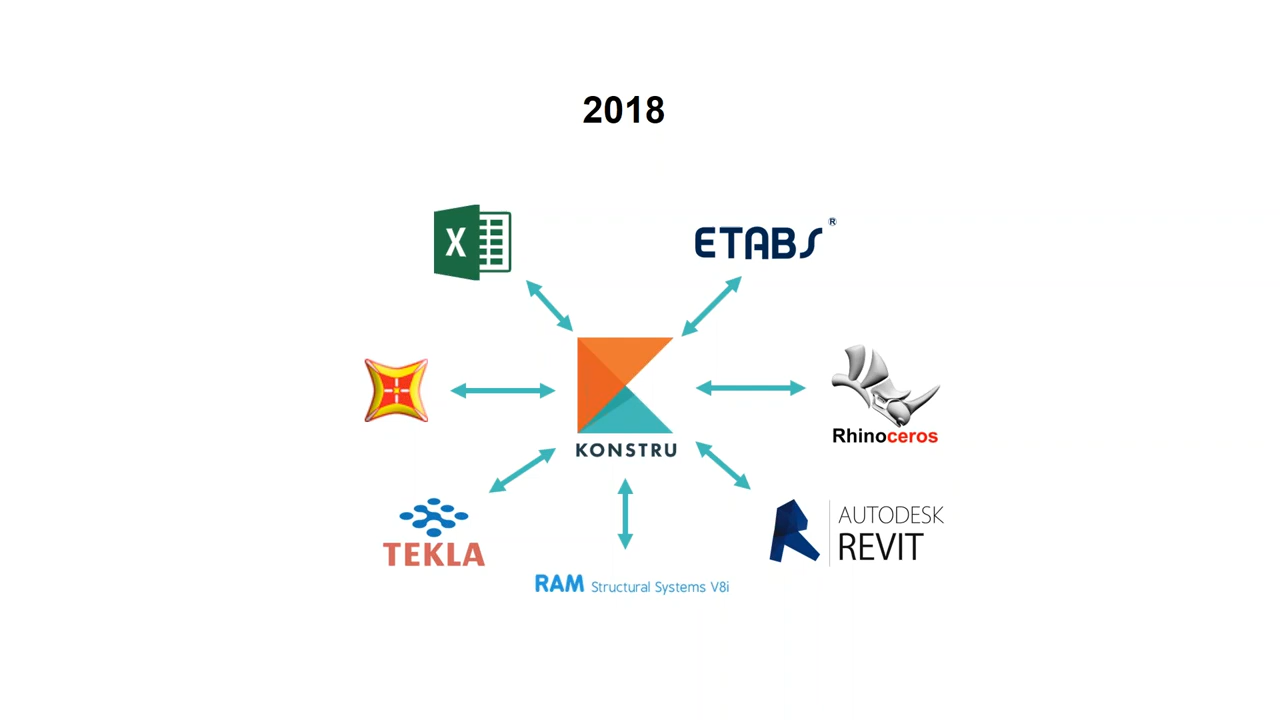 2018
X
ETABS®
KONSTRU
Rhinoceros
TEKLA
AUTODESK
REVIT
RAM Structural Systems V8i